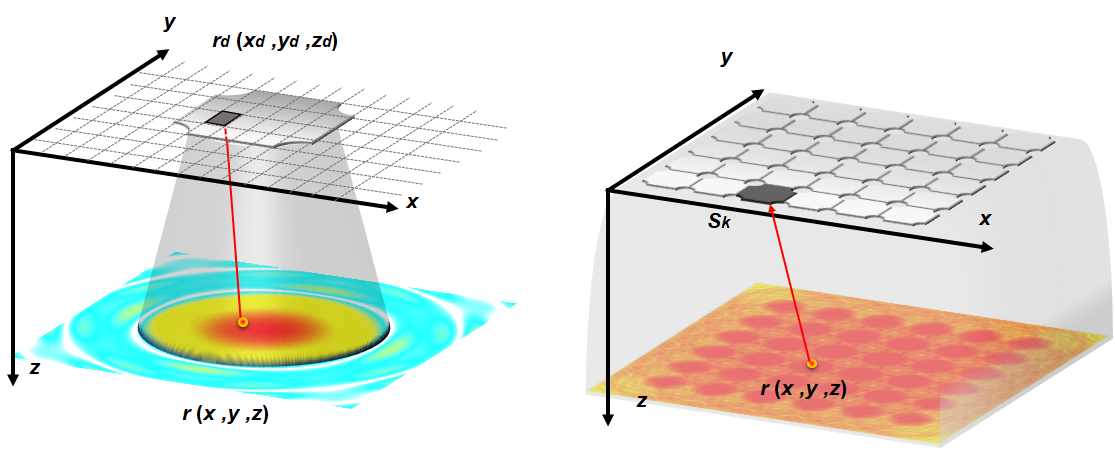 y
rd (xd ,yd ,zd)
x
z
r (x ,y ,z)
y
x
Sk
r (x ,y ,z)
z